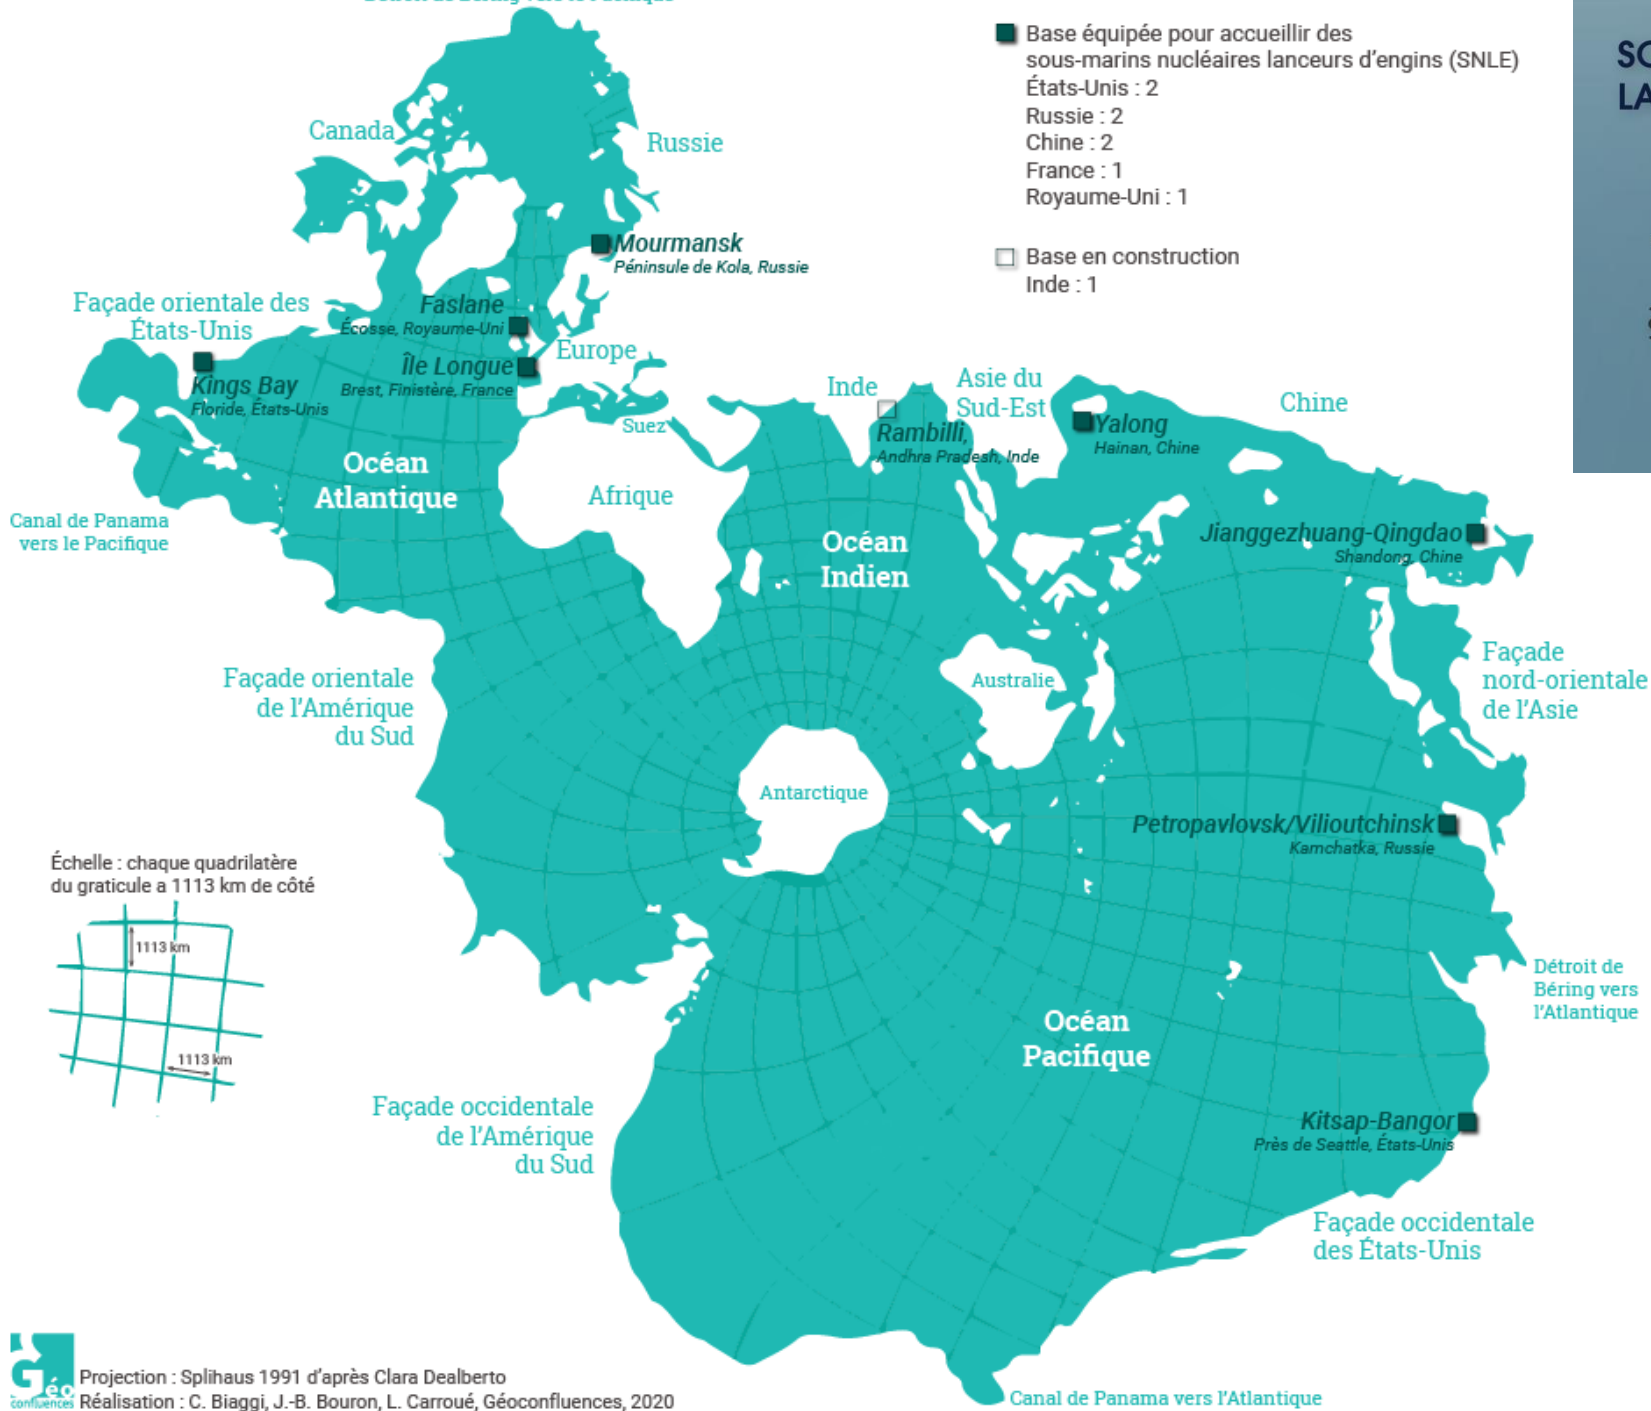 Base équipée pour accueillir des
sous-marins nucléaires lanceurs d'engins (SNLE)
États-Unis : 2
Russie : 2
Chine : 2
France : 1
Royaume-Uni : 1
Base en construction
Inde : 1
Canada
Russie
Mourmansk
Péninsule de Kola, Russie
Façade orientale des
États-Unis
Faslane
Écosse, Royaume-Uni
Europe
Île Longue
Brest, Finistère, France
Kings Bay
Floride, États-Unis
Suez
Inde
Asie du
Sud-Est
Chine
Rambilli,
Andhra Pradesh, Inde
Yalong
Hainan, Chine
Océan
Atlantique
Afrique
Canal de Panama
vers le Pacifique
Océan
Indien
Jianggezhuang-Qingdao
Shandong, Chine
Façade orientale
de l'Amérique
du Sud
Australie
Façade
nord-orientale
de l'Asie
Antarctique
Petropavlovsk/Vilioutchinsk
Kamchatka, Russie
Échelle : chaque quadrilatère
du graticule a 1113 km de côté
1113 km
1113 km
Détroit de
Béring vers
l'Atlantique
Océan
Pacifique
Façade occidentale
de l'Amérique
du Sud
Kitsap-Bangor
Près de Seattle, États-Unis
Façade occidentale
des États-Unis
Canal de Panama vers l'Atlantique
Géo
confluences
Projection : Splihaus 1991 d'après Clara Dealberto
Réalisation : C. Biaggi, J.-B. Bouron, L. Carroué, Géoconfluences, 2020